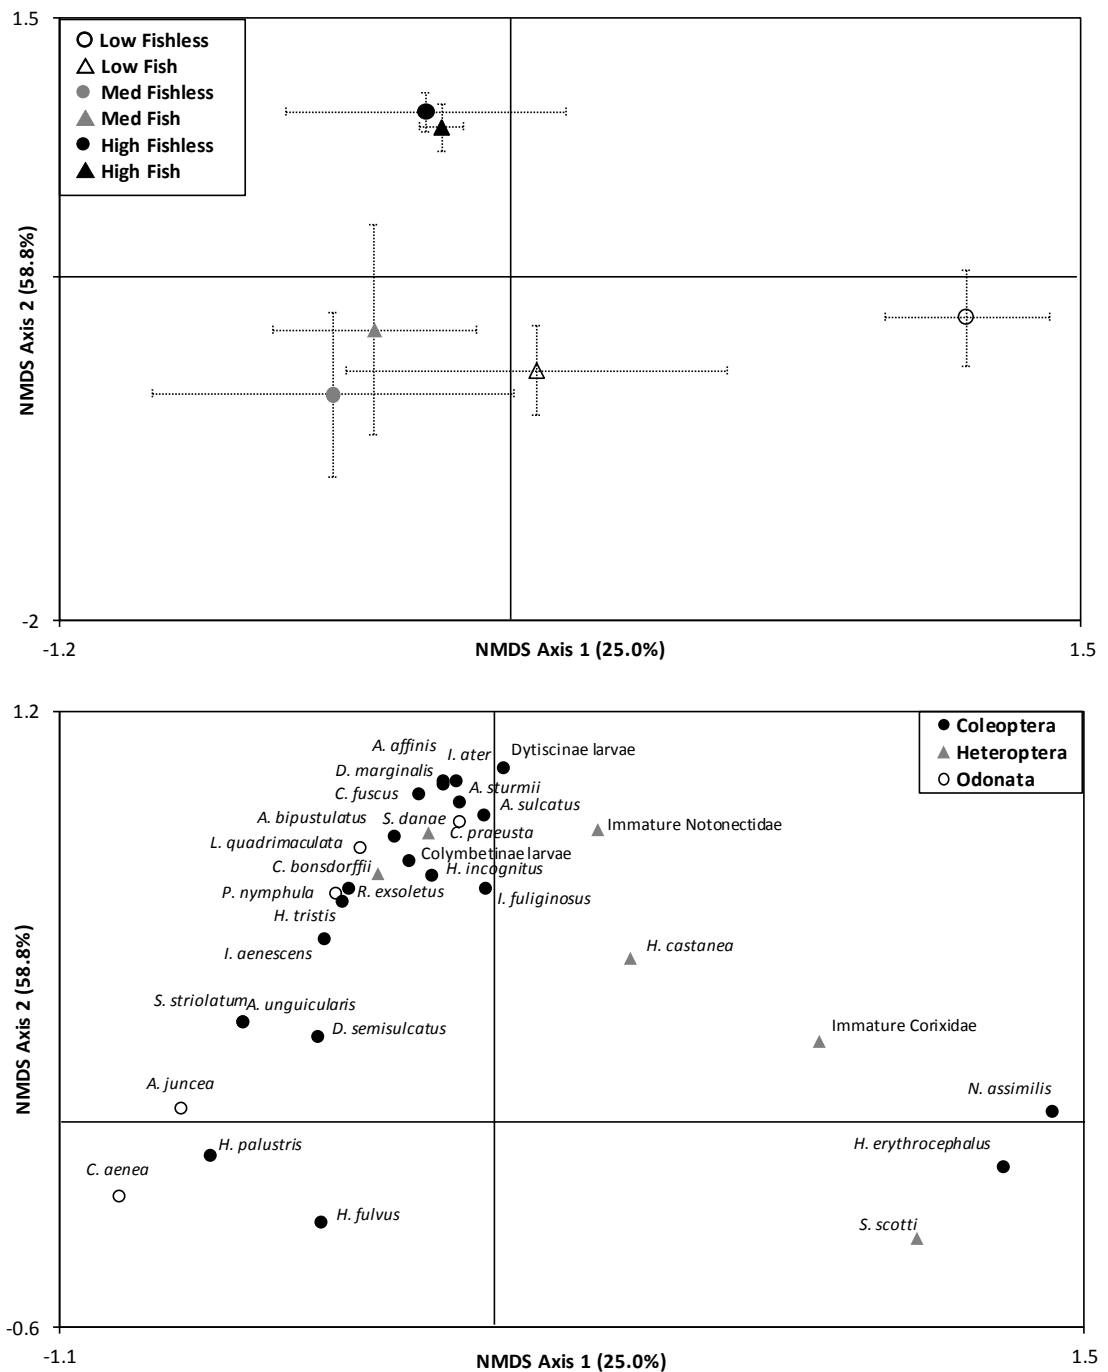 1.5
Low Fishless
Low Fish
Med Fishless
Med Fish
High Fishless
High Fish
NMDS Axis 2 (58.8%)
-2
-1.2
NMDS Axis 1 (25.0%)
1.5
1.2
Coleoptera
Heteroptera
Odonata
A. affinis
I. ater
Dytiscinae larvae
D. marginalis
A. sturmii
C. fuscus
A. sulcatus
A. bipustulatus
S. danae
C. praeusta
Immature Notonectidae
L. quadrimaculata
Colymbetinae larvae
C. bonsdorffii
H. incognitus
P. nymphula
R. exsoletus
I. fuliginosus
H. tristis
I. aenescens
H. castanea
S. striolatum
A. unguicularis
D. semisulcatus
Immature Corixidae
A. juncea
N. assimilis
H. palustris
H. erythrocephalus
C. aenea
H. fulvus
S. scotti
NMDS Axis 2 (58.8%)
-0.6
-1.1
NMDS Axis 1 (25.0%)
1.5